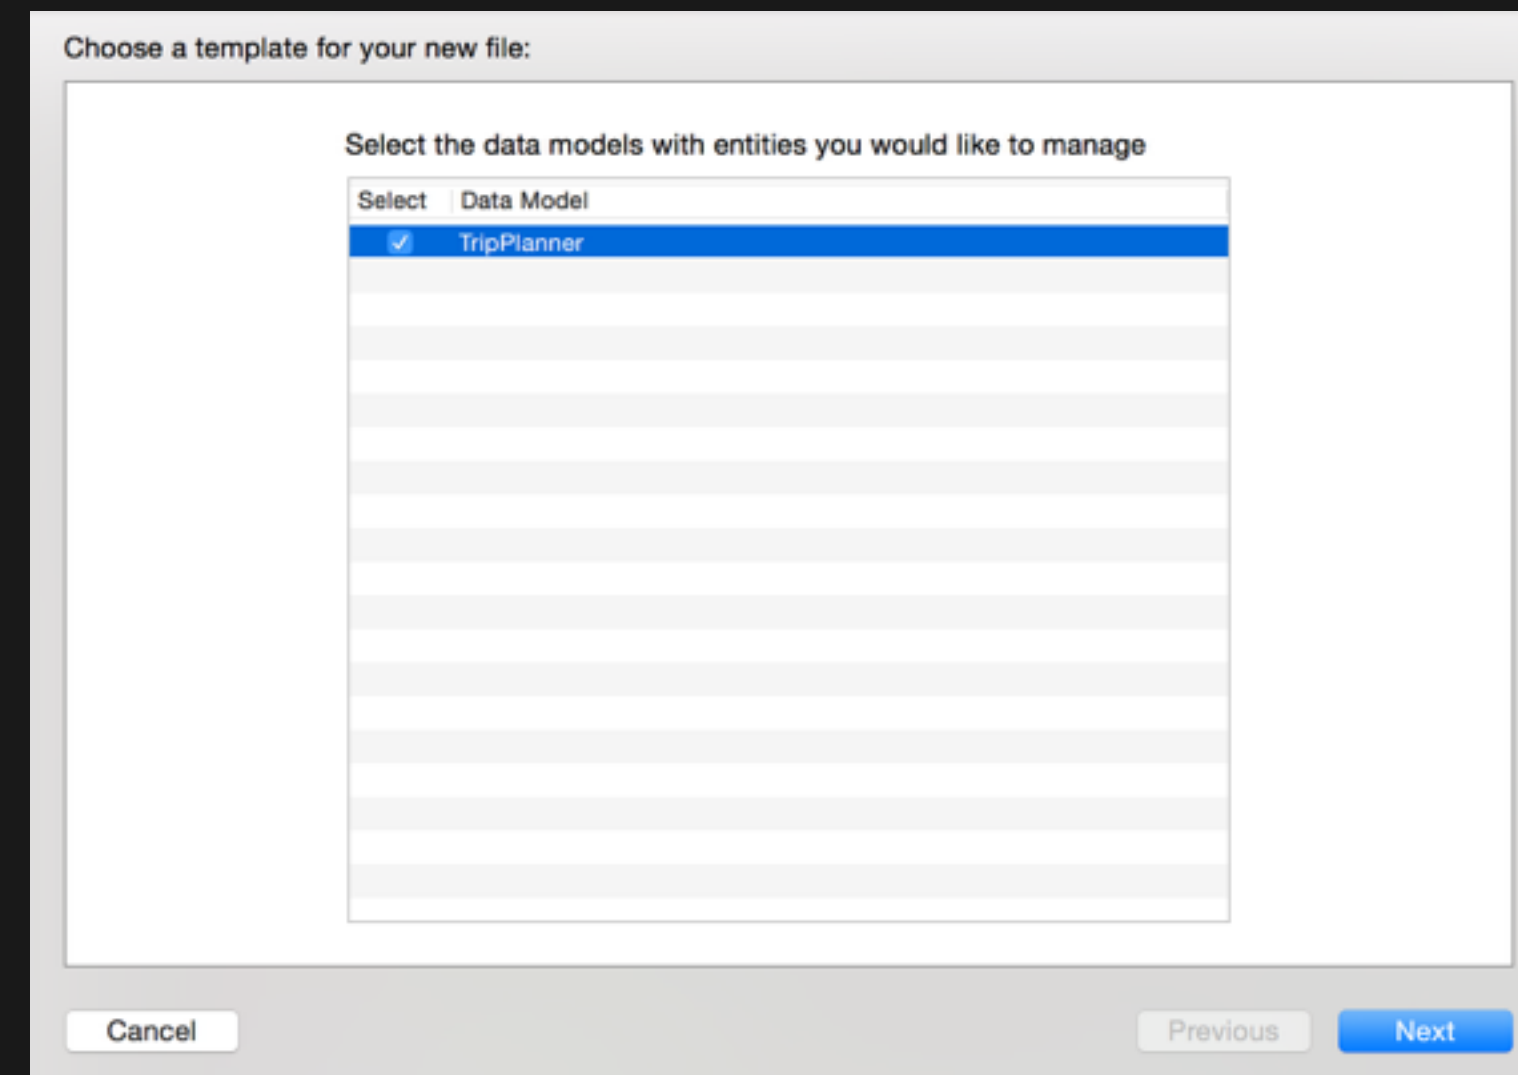 Choose a template for your new file:
Select the data models with entities you would like to manage
Select Data Model
TripPlanner
Cancel Previous Next